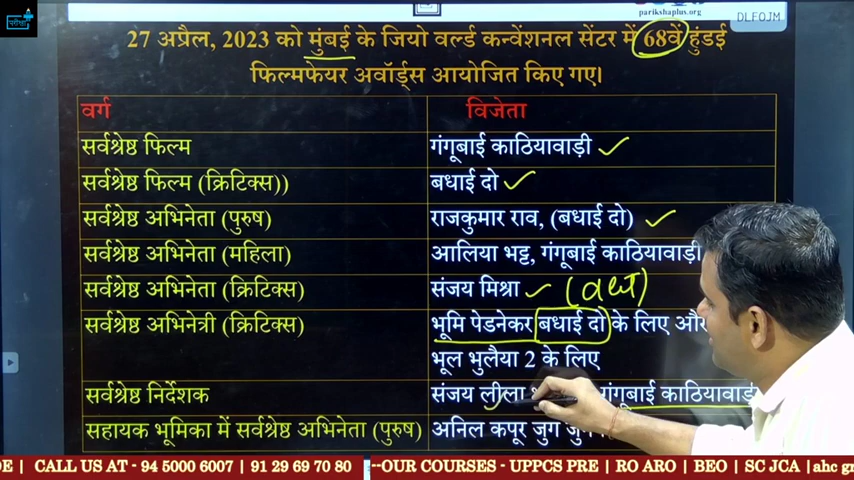 परीक्षा
parikshaplus.org
DLFOJM
27 अप्रैल, 2023 को मुंबई के जियो वर्ल्ड कन्वेंशनल सेंटर में 68वें हुंडई
फिल्मफेयर अवॉर्ड्स आयोजित किए गए।
वर्ग विजेता
सर्वश्रेष्ठ फिल्म गंगूबाई काठियावाड़ी
सर्वश्रेष्ठ फिल्म (क्रिटिक्स)) बधाई दो
सर्वश्रेष्ठ अभिनेता (पुरुष) राजकुमार राव, (बधाई दो)
सर्वश्रेष्ठ अभिनेता (महिला) आलिया भट्ट, गंगूबाई काठियावाड़ी
सर्वश्रेष्ठ अभिनेता (क्रिटिक्स) संजय मिश्रा
सर्वश्रेष्ठ अभिनेत्री (क्रिटिक्स) भूमि पेडनेकर बधाई दो के लिए और
भूल भुलैया 2 के लिए
सर्वश्रेष्ठ निर्देशक संजय लीला गंगूबाई काठियावाड़
सहायक भूमिका में सर्वश्रेष्ठ अभिनेता (पुरुष) अनिल कपूर जुग
E | CALL US AT - 94 5000 6007 | 91 29 69 70 80 --OUR COURSES - UPPCS PRE | RO ARO | BEO | SC JCA | ahc gr